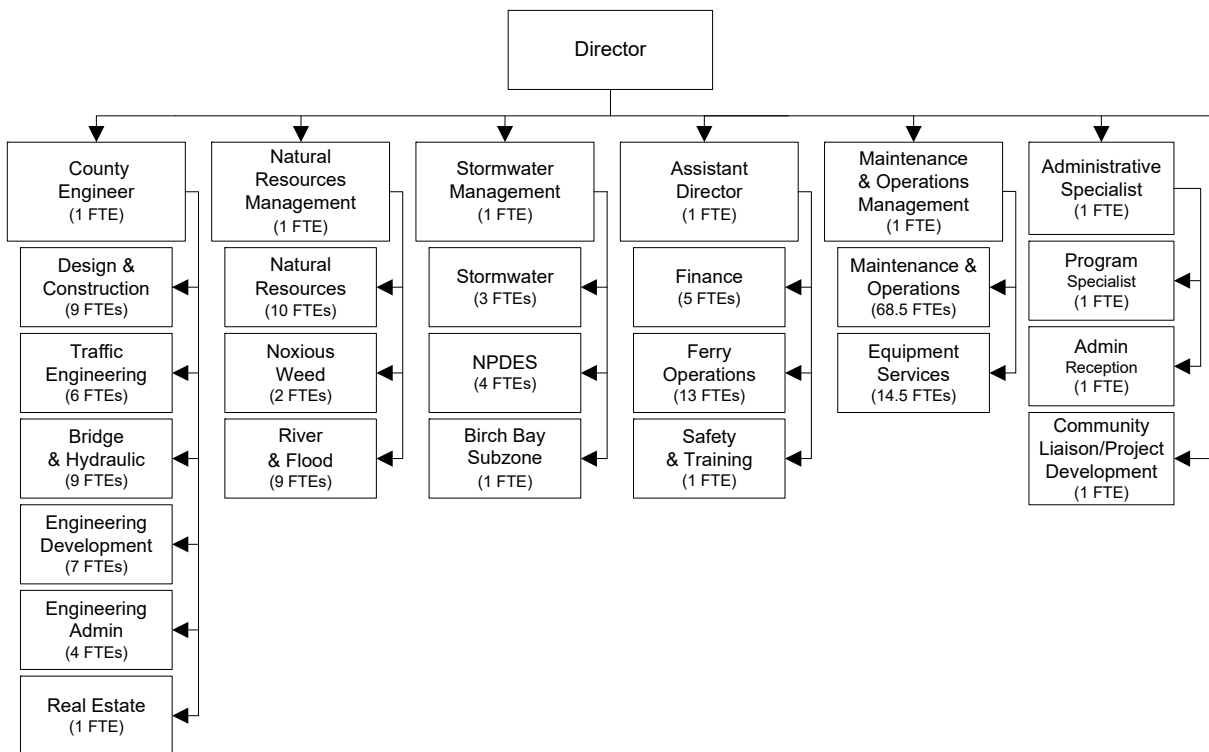 Director
County
Engineer
(1 FTE)
Design &
Construction
(9 FTEs)
Traffic
Engineering
(6 FTEs)
Bridge
& Hydraulic
(9 FTEs)
Engineering
Development
(7 FTEs)
Engineering
Admin
(4 FTEs)
Real Estate
(1 FTE)
Natural
Resources
Management
(1 FTE)
Natural
Resources
(10 FTEs)
Noxious
Weed
(2 FTEs)
River
& Flood
(9 FTEs)
Stormwater
Management
(1 FTE)
Stormwater
(3 FTEs)
NPDES
(4 FTEs)
Birch Bay
Subzone
(1 FTE)
Assistant
Director
(1 FTE)
Finance
(5 FTEs)
Ferry
Operations
(13 FTEs)
Safety
& Training
(1 FTE)
Maintenance
& Operations
Management
(1 FTE)
Maintenance &
Operations
(68.5 FTEs)
Equipment
Services
(14.5 FTEs)
Administrative
Specialist
(1 FTE)
Program
Specialist
(1 FTE)
Admin
Reception
(1 FTE)
Community
Liaison/Project
Development
(1 FTE)